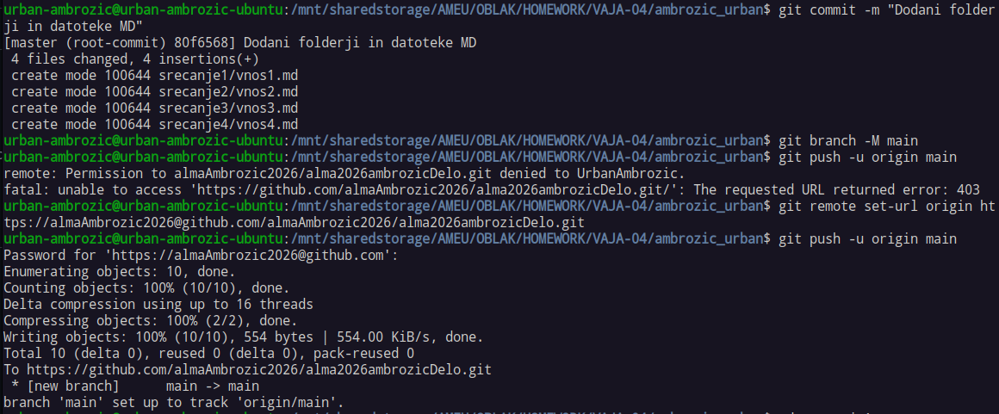 urban-ambrozic@urban-ambrozic-ubuntu:/mnt/sharedstorage/AMEU/OBLAK/HOMEWORK/VAJA-04/ambrozic_urban$ git commit -m "Dodani folder
ji in datoteke MD"
[master (root-commit) 80f6568] Dodani folderji in datoteke MD
 4 files changed, 4 insertions(+)
 create mode 100644 srecanje1/vnos1.md
 create mode 100644 srecanje2/vnos2.md
 create mode 100644 srecanje3/vnos3.md
 create mode 100644 srecanje4/vnos4.md
urban-ambrozic@urban-ambrozic-ubuntu:/mnt/sharedstorage/AMEU/OBLAK/HOMEWORK/VAJA-04/ambrozic_urban$ git branch -M main
urban-ambrozic@urban-ambrozic-ubuntu:/mnt/sharedstorage/AMEU/OBLAK/HOMEWORK/VAJA-04/ambrozic_urban$ git push -u origin main
remote: Permission to almaAmbrozic2026/alma2026ambrozicDelo.git denied to UrbanAmbrozic.
fatal: unable to access 'https://github.com/almaAmbrozic2026/alma2026ambrozicDelo.git/': The requested URL returned error: 403
urban-ambrozic@urban-ambrozic-ubuntu:/mnt/sharedstorage/AMEU/OBLAK/HOMEWORK/VAJA-04/ambrozic_urban$ git remote set-url origin ht
tps://almaAmbrozic2026@github.com/almaAmbrozic2026/alma2026ambrozicDelo.git
urban-ambrozic@urban-ambrozic-ubuntu:/mnt/sharedstorage/AMEU/OBLAK/HOMEWORK/VAJA-04/ambrozic_urban$ git push -u origin main
Password for 'https://almaAmbrozic2026@github.com':
Enumerating objects: 10, done.
Counting objects: 100% (10/10), done.
Delta compression using up to 16 threads
Compressing objects: 100% (2/2), done.
Writing objects: 100% (10/10), 554 bytes | 554.00 KiB/s, done.
Total 10 (delta 0), reused 0 (delta 0), pack-reused 0
To https://github.com/almaAmbrozic2026/alma2026ambrozicDelo.git
 * [new branch]      main -> main
branch 'main' set up to track 'origin/main'.